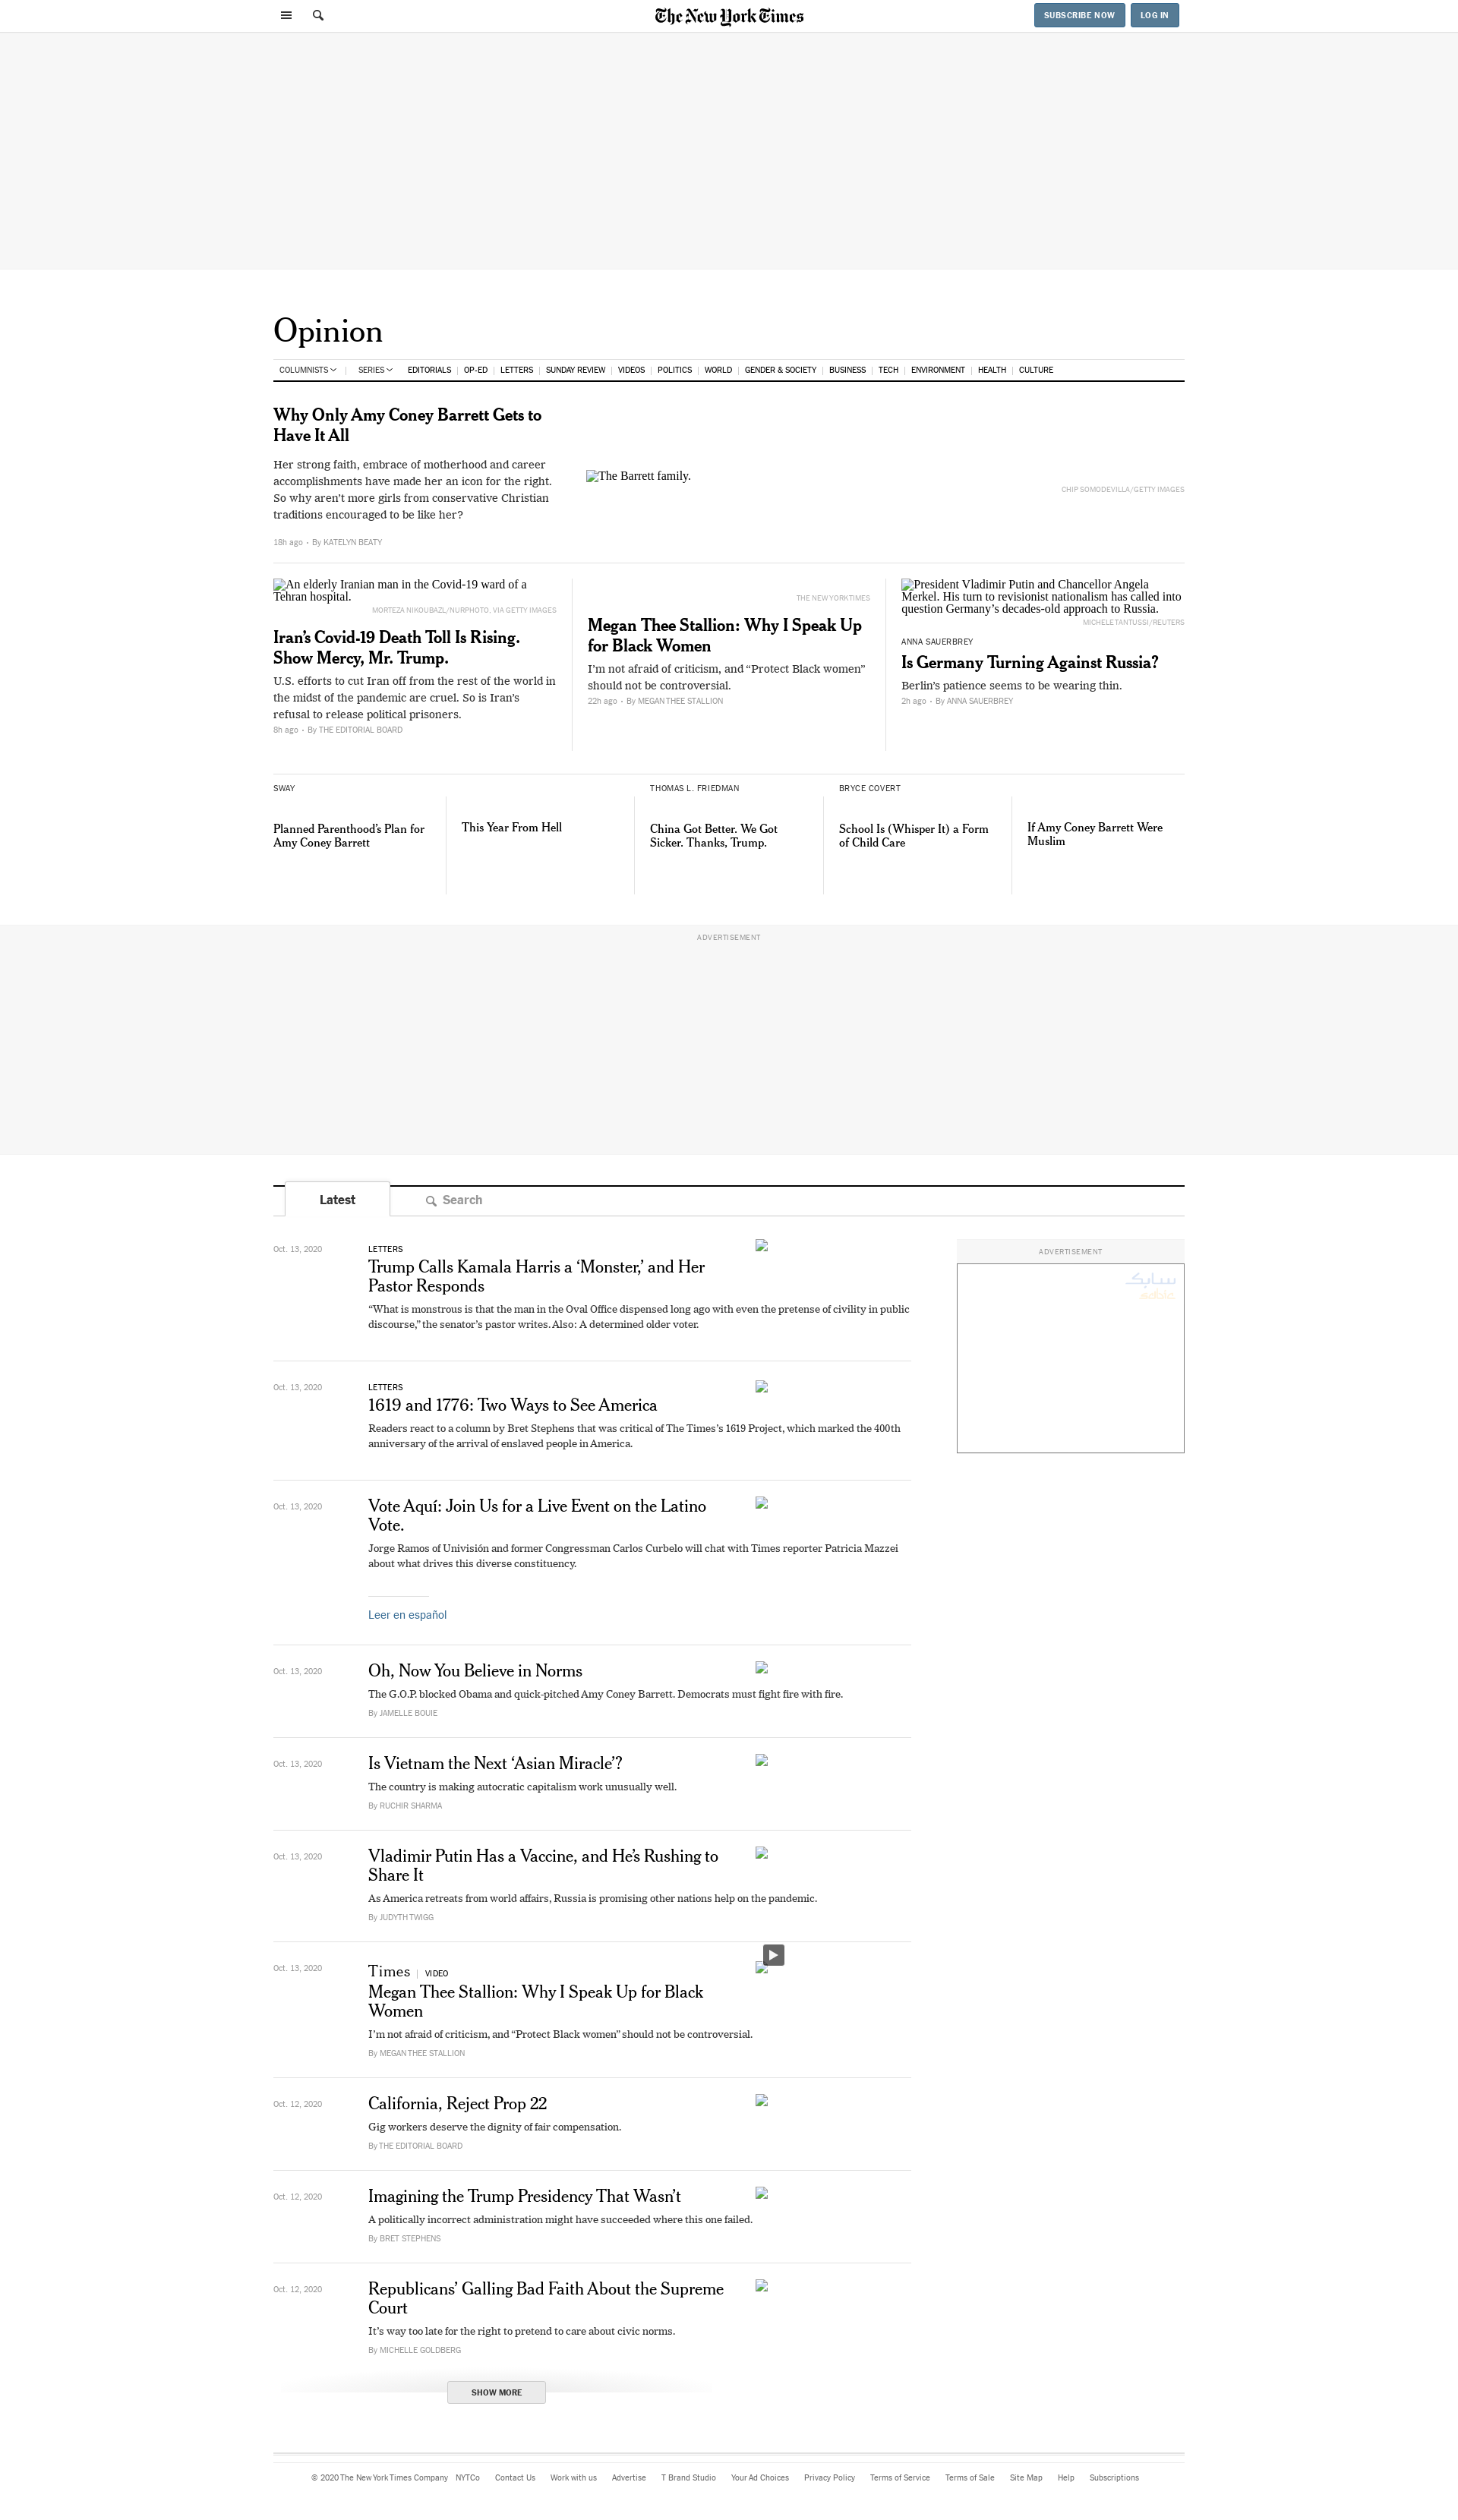 The New York Times
SUBSCRIBE NOW
LOG IN
Opinion
COLUMNISTS
SERIES
EDITORIALS
OP-ED
LETTERS
SUNDAY REVIEW
VIDEOS
POLITICS
WORLD
GENDER & SOCIETY
BUSINESS
TECH
ENVIRONMENT
HEALTH
CULTURE
Why Only Amy Coney Barrett Gets to
Have It All
Her strong faith, embrace of motherhood and career
accomplishments have made her an icon for the right.
So why aren’t more girls from conservative Christian
traditions encouraged to be like her?
18h ago • By KATELYN BEATY
The Barrett family.
CHIP SOMODEVILLA/GETTY IMAGES
An elderly Iranian man in the Covid-19 ward of a
Tehran hospital.
MORTEZA NIKOUBAZL/NURPHOTO, VIA GETTY IMAGES
Iran’s Covid-19 Death Toll Is Rising.
Show Mercy, Mr. Trump.
U.S. efforts to cut Iran off from the rest of the world in
the midst of the pandemic are cruel. So is Iran’s
refusal to release political prisoners.
8h ago • By THE EDITORIAL BOARD
THE NEW YORK TIMES
Megan Thee Stallion: Why I Speak Up
for Black Women
I’m not afraid of criticism, and “Protect Black women”
should not be controversial.
22h ago • By MEGAN THEE STALLION
President Vladimir Putin and Chancellor Angela
Merkel. His turn to revisionist nationalism has called into
question Germany’s decades-old approach to Russia.
MICHELE TANTUSSI/REUTERS
ANNA SAUERBREY
Is Germany Turning Against Russia?
Berlin’s patience seems to be wearing thin.
2h ago • By ANNA SAUERBREY
SWAY
Planned Parenthood’s Plan for
Amy Coney Barrett
This Year From Hell
THOMAS L. FRIEDMAN
China Got Better. We Got
Sicker. Thanks, Trump.
BRYCE COVERT
School Is (Whisper It) a Form
of Child Care
If Amy Coney Barrett Were
Muslim
ADVERTISEMENT
Latest
Search
Oct. 13, 2020
LETTERS
Trump Calls Kamala Harris a ‘Monster,’ and Her
Pastor Responds
“What is monstrous is that the man in the Oval Office dispensed long ago with even the pretense of civility in public
discourse,” the senator’s pastor writes. Also: A determined older voter.
ADVERTISEMENT
سابك
sabic
Oct. 13, 2020
LETTERS
1619 and 1776: Two Ways to See America
Readers react to a column by Bret Stephens that was critical of The Times’s 1619 Project, which marked the 400th
anniversary of the arrival of enslaved people in America.
Oct. 13, 2020
Vote Aquí: Join Us for a Live Event on the Latino
Vote.
Jorge Ramos of Univisión and former Congressman Carlos Curbelo will chat with Times reporter Patricia Mazzei
about what drives this diverse constituency.
Leer en español
Oct. 13, 2020
Oh, Now You Believe in Norms
The G.O.P. blocked Obama and quick-pitched Amy Coney Barrett. Democrats must fight fire with fire.
By JAMELLE BOUIE
Oct. 13, 2020
Is Vietnam the Next ‘Asian Miracle’?
The country is making autocratic capitalism work unusually well.
By RUCHIR SHARMA
Oct. 13, 2020
Vladimir Putin Has a Vaccine, and He’s Rushing to
Share It
As America retreats from world affairs, Russia is promising other nations help on the pandemic.
By JUDYTH TWIGG
Oct. 13, 2020
Times | VIDEO
Megan Thee Stallion: Why I Speak Up for Black
Women
I’m not afraid of criticism, and “Protect Black women” should not be controversial.
By MEGAN THEE STALLION
Oct. 12, 2020
California, Reject Prop 22
Gig workers deserve the dignity of fair compensation.
By THE EDITORIAL BOARD
Oct. 12, 2020
Imagining the Trump Presidency That Wasn’t
A politically incorrect administration might have succeeded where this one failed.
By BRET STEPHENS
Oct. 12, 2020
Republicans’ Galling Bad Faith About the Supreme
Court
It’s way too late for the right to pretend to care about civic norms.
By MICHELLE GOLDBERG
SHOW MORE
© 2020 The New York Times Company NYTCo Contact Us Work with us Advertise T Brand Studio Your Ad Choices Privacy Policy Terms of Service Terms of Sale Site Map Help Subscriptions